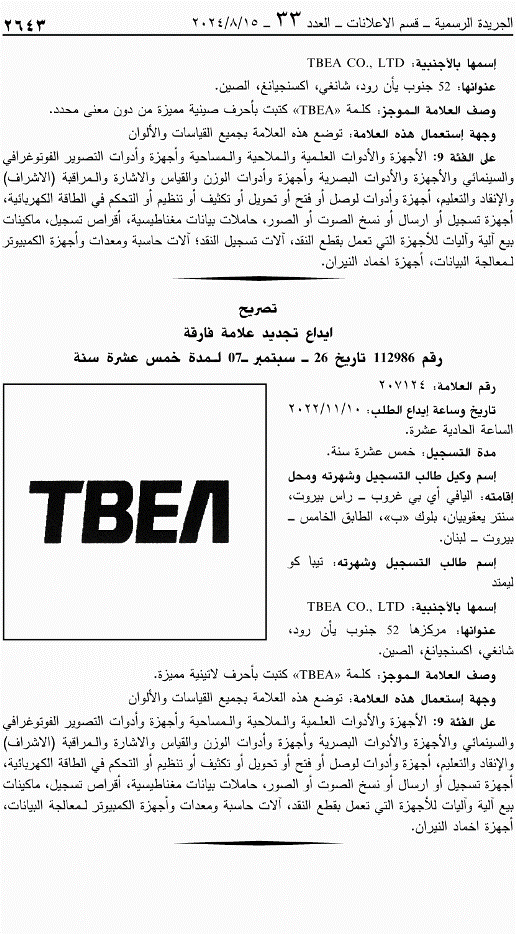 الجريدة الرسمية ــ قسم الاعلانات ــ العدد ٣٣ ــ ٢٠٢٤/٨/١٥
٢٦٤٣
إسمها بالأجنبية: TBEA CO., LTD
عنوانها: 52 جنوب يأن رود، شانغي، اكسنجيانغ، الصين.
وصف العلامة الموجز: كلمة «TBEA» كتبت بأحرف صينية مميزة من دون معنى محدد.
وجهة إستعمال هذه العلامة: توضع هذه العلامة بجميع القياسات والألوان
على الفئة 9: الأجهزة والأدوات العلمية والملاحية والمساحية وأجهزة وأدوات التصوير الفوتوغرافي
والسينمائي والأجهزة والأدوات البصرية وأجهزة وأدوات الوزن والقياس والاشارة والمراقبة (الاشراف)
والإنقاد والتعليم، أجهزة وأدوات لوصل أو فتح أو تحويل أو تكثيف أو تنظيم أو التحكم في الطاقة الكهربائية،
أجهزة تسجيل أو ارسال أو نسخ الصوت أو الصور، حاملات بيانات مغناطيسية، أقراص تسجيل، ماكينات
بيع آلية وآليات للأجهزة التي تعمل بقطع النقد، آلات تسجيل النقد؛ آلات حاسبة ومعدات وأجهزة الكمبيوتر
لمعالجة البيانات، أجهزة اخماد النيران.
تصريح
ايداع تجديد علامة فارقة
رقم 112986 تاريخ 26 ــ سبتمبر ــ07 لمدة خمس عشرة سنة
رقم العلامة: ٢٠٧١٢٤
تاريخ وساعة إيداع الطلب: ٢٠٢٢/١١/١٠
الساعة الحادية عشرة.
مدة التسجيل: خمس عشرة سنة.
إسم وكيل طالب التسجيل وشهرته ومحل
إقامته: اليافي أي بي غروب ــ راس بيروت،
سنتر يعقوبيان، بلوك «ب»، الطابق الخامس ــ
بيروت ــ لبنان.
إسم طالب التسجيل وشهرته: تيبا كو
ليمتد
إسمها بالأجنبية: TBEA CO., LTD
عنوانها: مركزها 52 جنوب يأن رود،
شانغي، اكسنجيانغ، الصين.
TBEA
وصف العلامة الموجز: كلمة «TBEA» كتبت بأحرف لاتينية مميزة.
وجهة إستعمال هذه العلامة: توضع هذه العلامة بجميع القياسات والألوان
على الفئة 9: الأجهزة والأدوات العلمية والملاحية والمساحية وأجهزة وأدوات التصوير الفوتوغرافي
والسينمائي والأجهزة والأدوات البصرية وأجهزة وأدوات الوزن والقياس والاشارة والمراقبة (الاشراف)
والإنقاد والتعليم، أجهزة وأدوات لوصل أو فتح أو تحويل أو تكثيف أو تنظيم أو التحكم في الطاقة الكهربائية،
أجهزة تسجيل أو ارسال أو نسخ الصوت أو الصور، حاملات بيانات مغناطيسية، أقراص تسجيل، ماكينات
بيع آلية وآليات للأجهزة التي تعمل بقطع النقد، آلات حاسبة ومعدات وأجهزة الكمبيوتر لمعالجة البيانات،
أجهزة اخماد النيران.